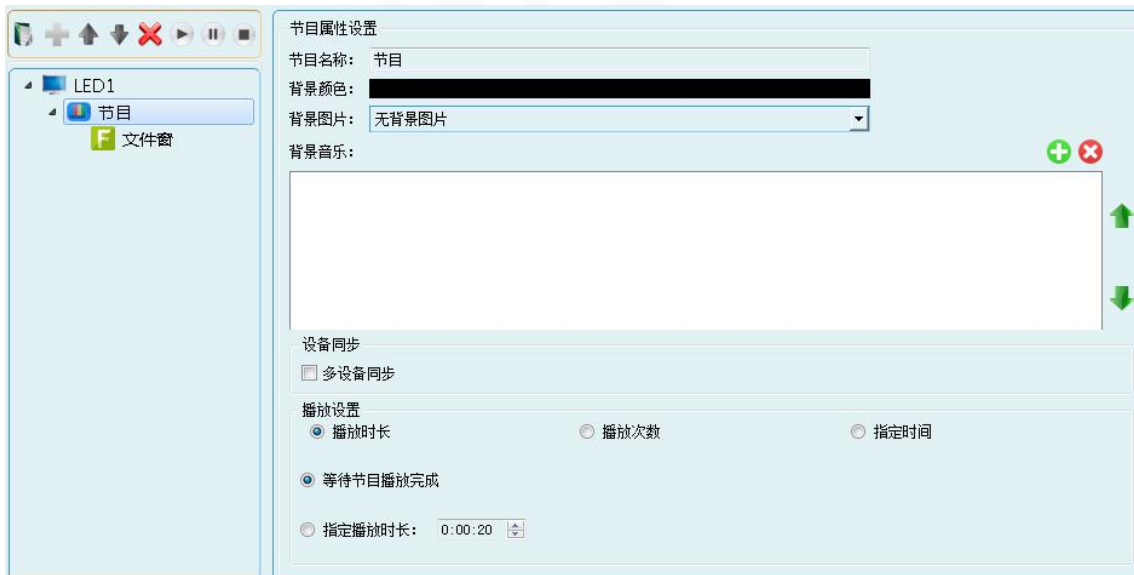 LED1
节目
文件窗
节目属性设置
节目名称： 节目
背景颜色：
背景图片： 无背景图片
背景音乐：
设备同步
多设备同步
播放设置
播放时长 播放次数 指定时间
等待节目播放完成
指定播放时长： 0:00:20